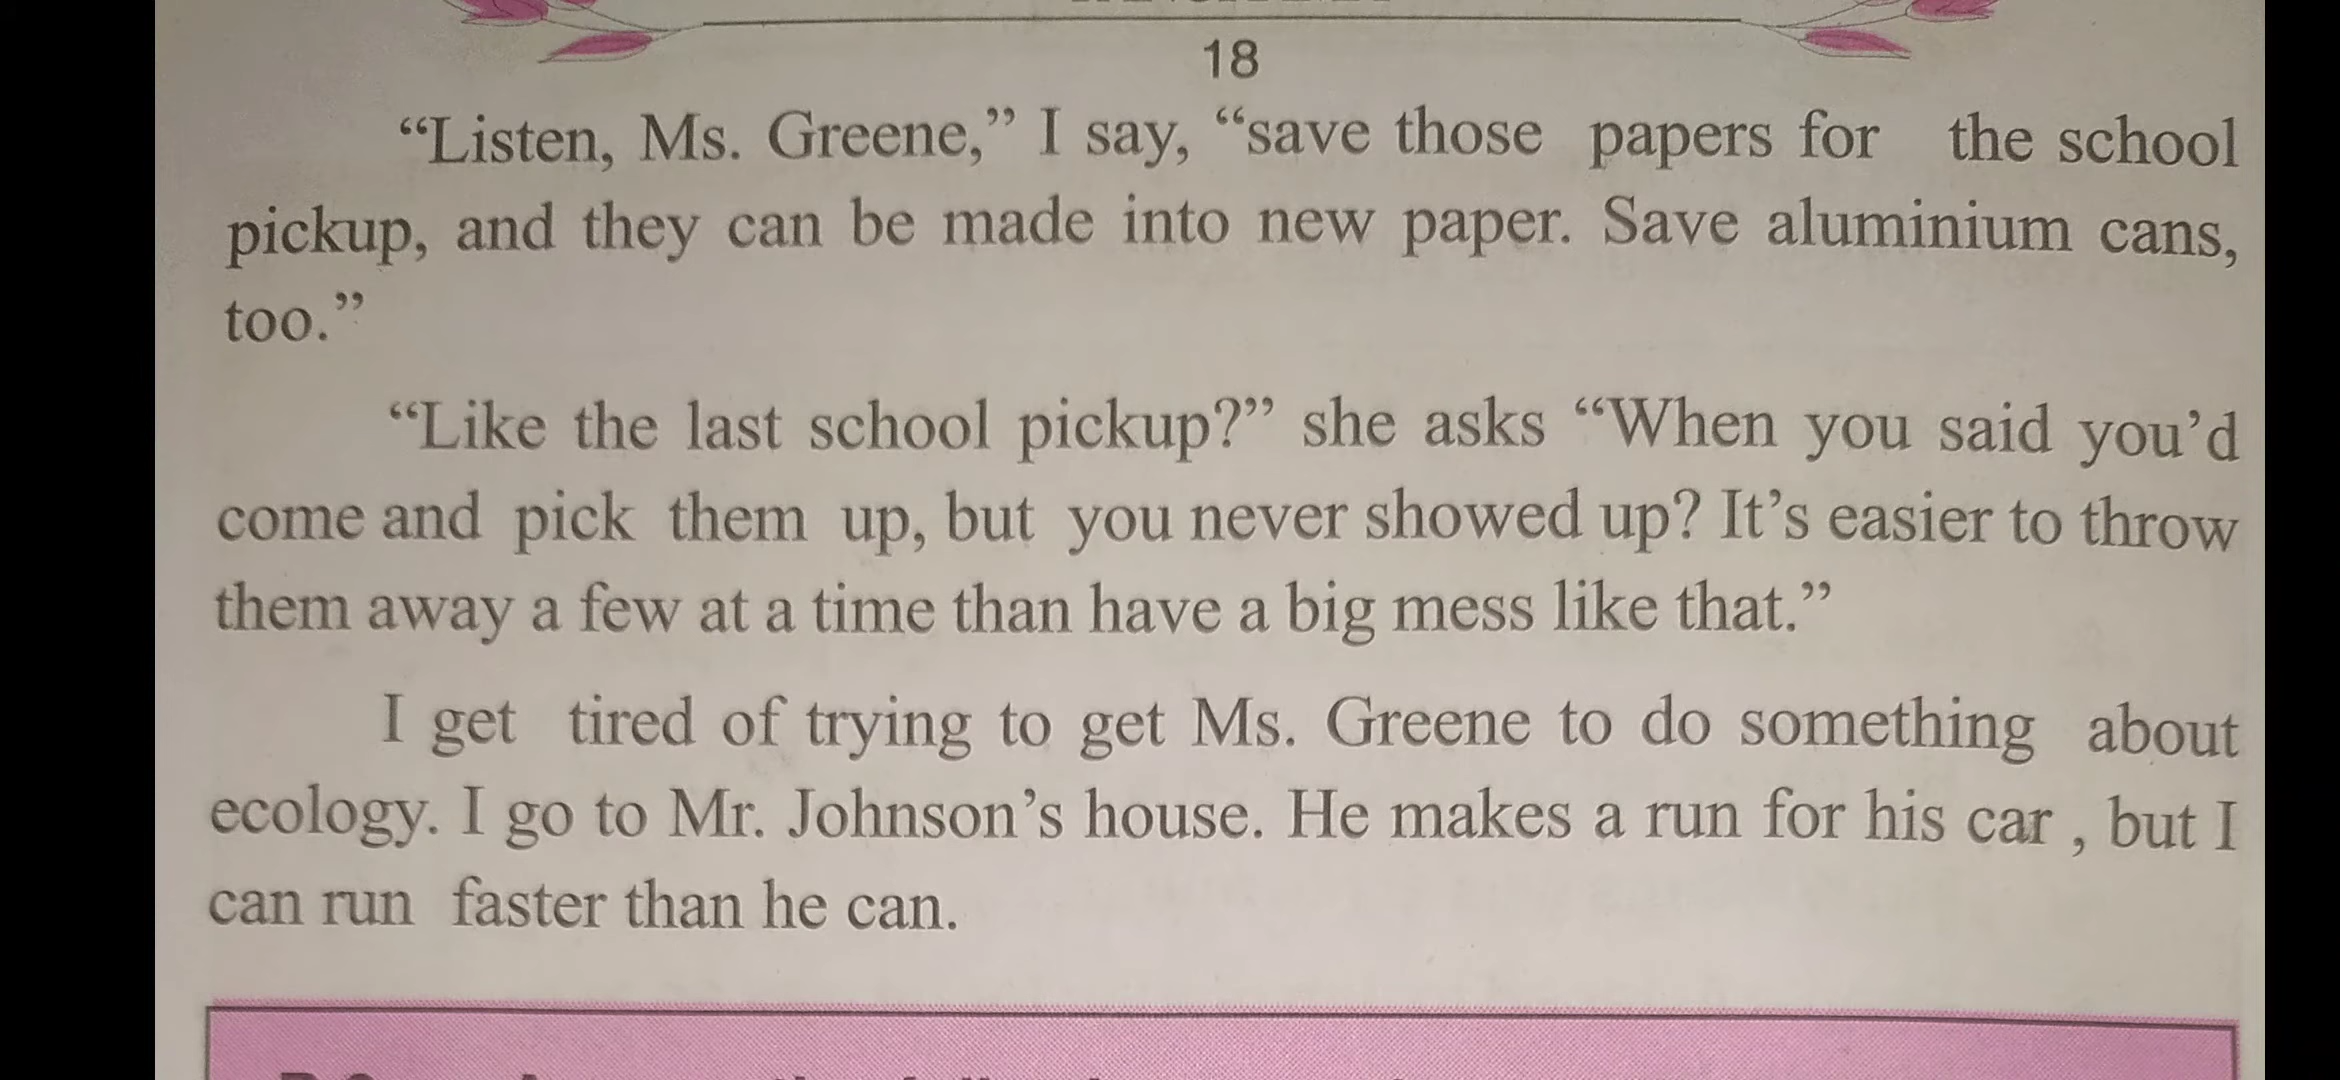 18
“Listen, Ms. Greene,” I say, “save those papers for the school
pickup, and they can be made into new paper. Save aluminium cans,
too.”
“Like the last school pickup?” she asks “When you said you’d
come and pick them up, but you never showed up? It’s easier to throw
them away a few at a time than have a big mess like that.”
I get tired of trying to get Ms. Greene to do something about
ecology. I go to Mr. Johnson’s house. He makes a run for his car , but I
can run faster than he can.